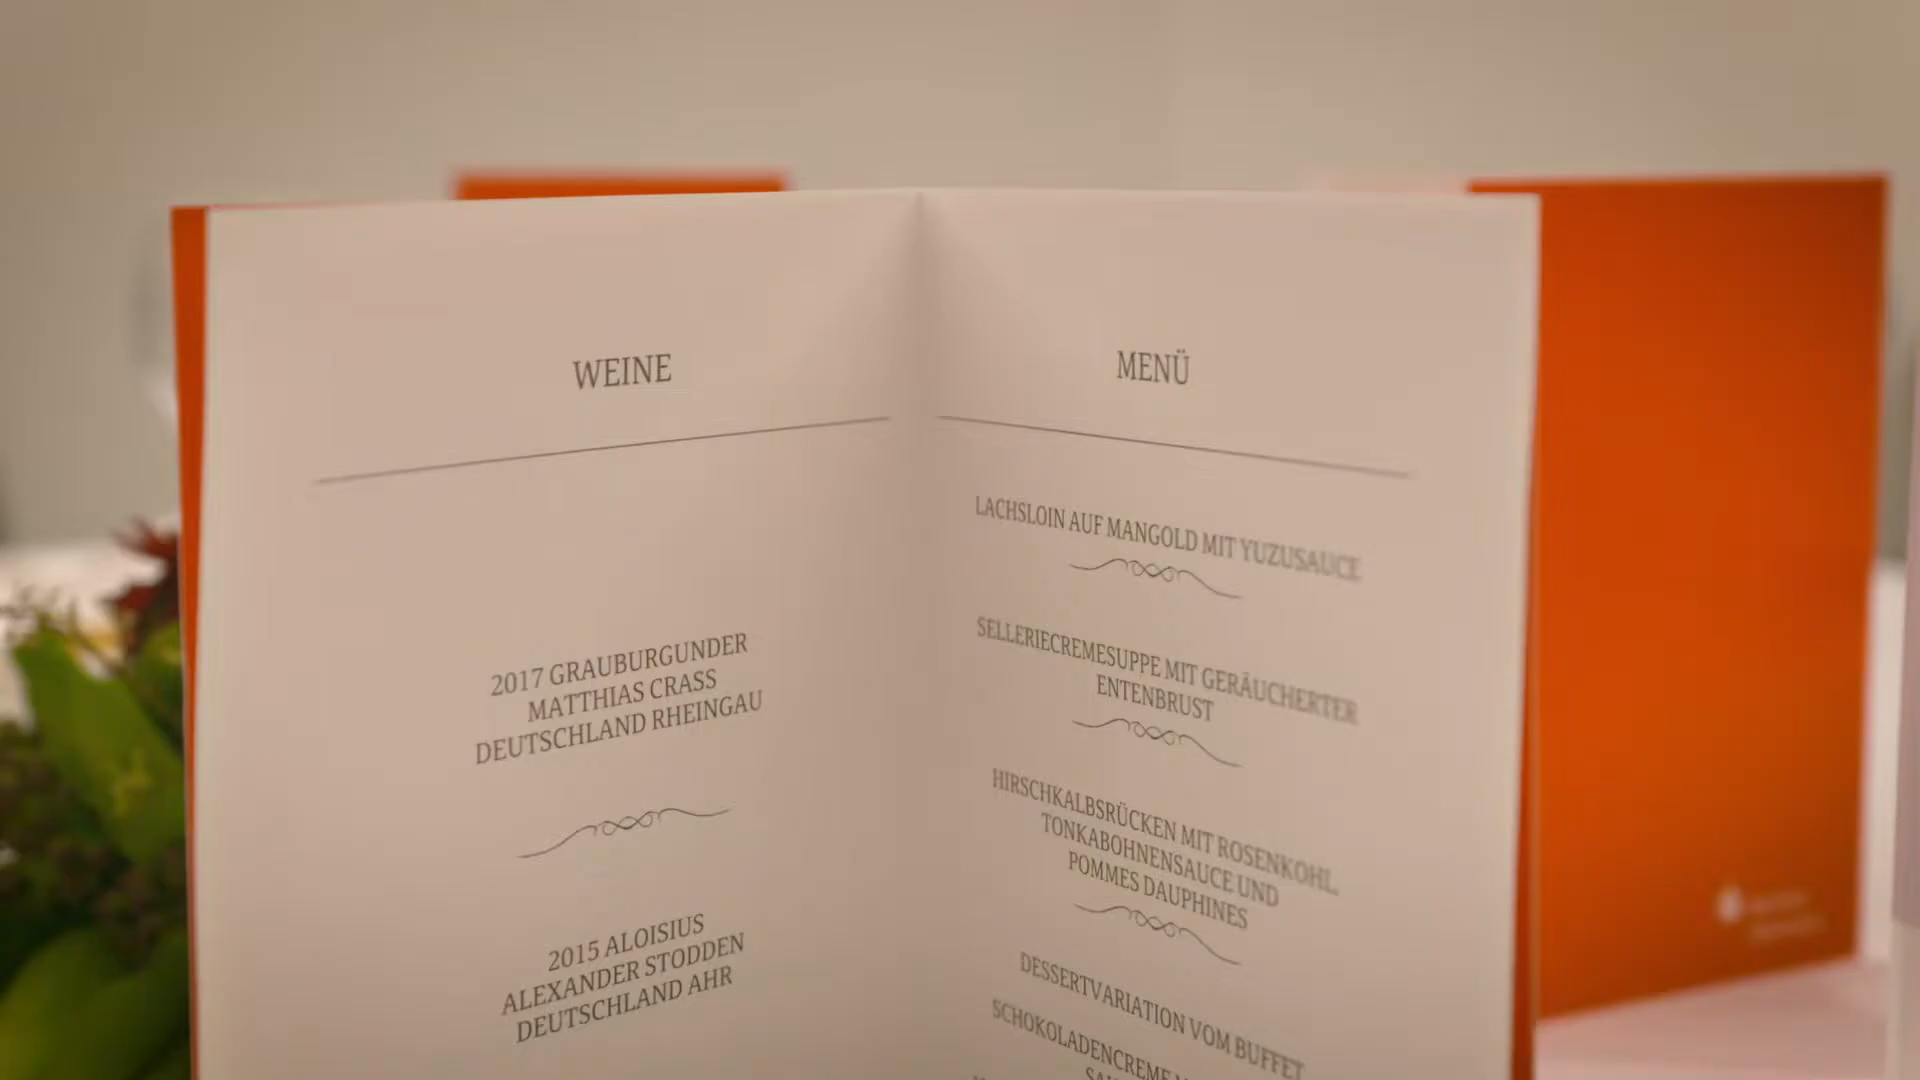 WEINE
2017 GRAUBURGUNDER
MATTHIAS CRASS
DEUTSCHLAND RHEINGAU
2015 ALOISIUS
ALEXANDER STODDEN
DEUTSCHLAND AHR
MENÜ
LACHSLOIN AUF MANGOLD MIT YUZUSAUCE
SELLERIECREMESUPPE MIT GERÄUCHERTER
ENTENBRUST
HIRSCHKALBSRÜCKEN MIT ROSENKOHL,
TONKABOHNENSAUCE UND
POMMES DAUPHINES
DESSERTVARIATION VOM BUFFET
SCHOKOLADENCREME